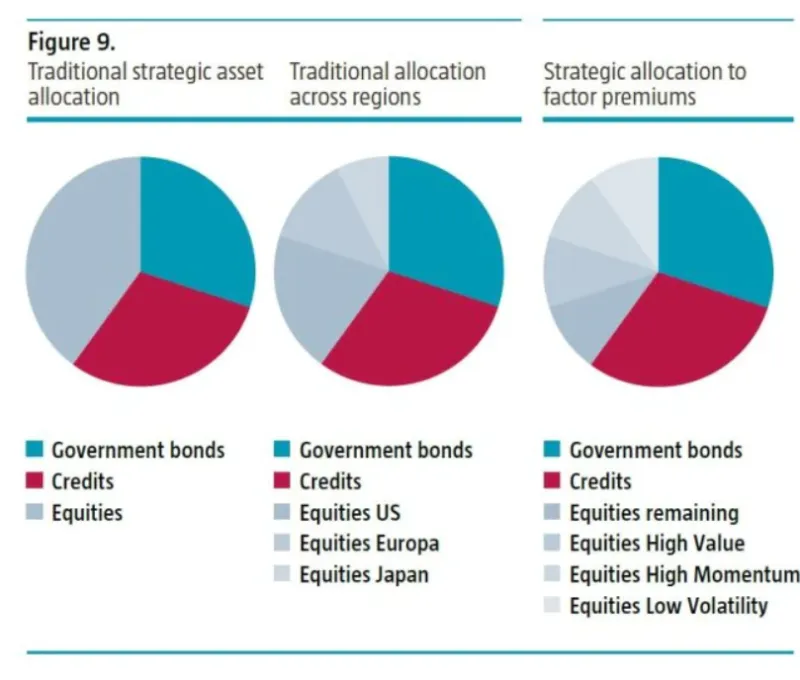 Figure 9.
Traditional strategic asset
allocation
Traditional allocation
across regions
Strategic allocation to
factor premiums
Government bonds
Credits
Equities
Government bonds
Credits
Equities US
Equities Europa
Equities Japan
Government bonds
Credits
Equities remaining
Equities High Value
Equities High Momentum
Equities Low Volatility